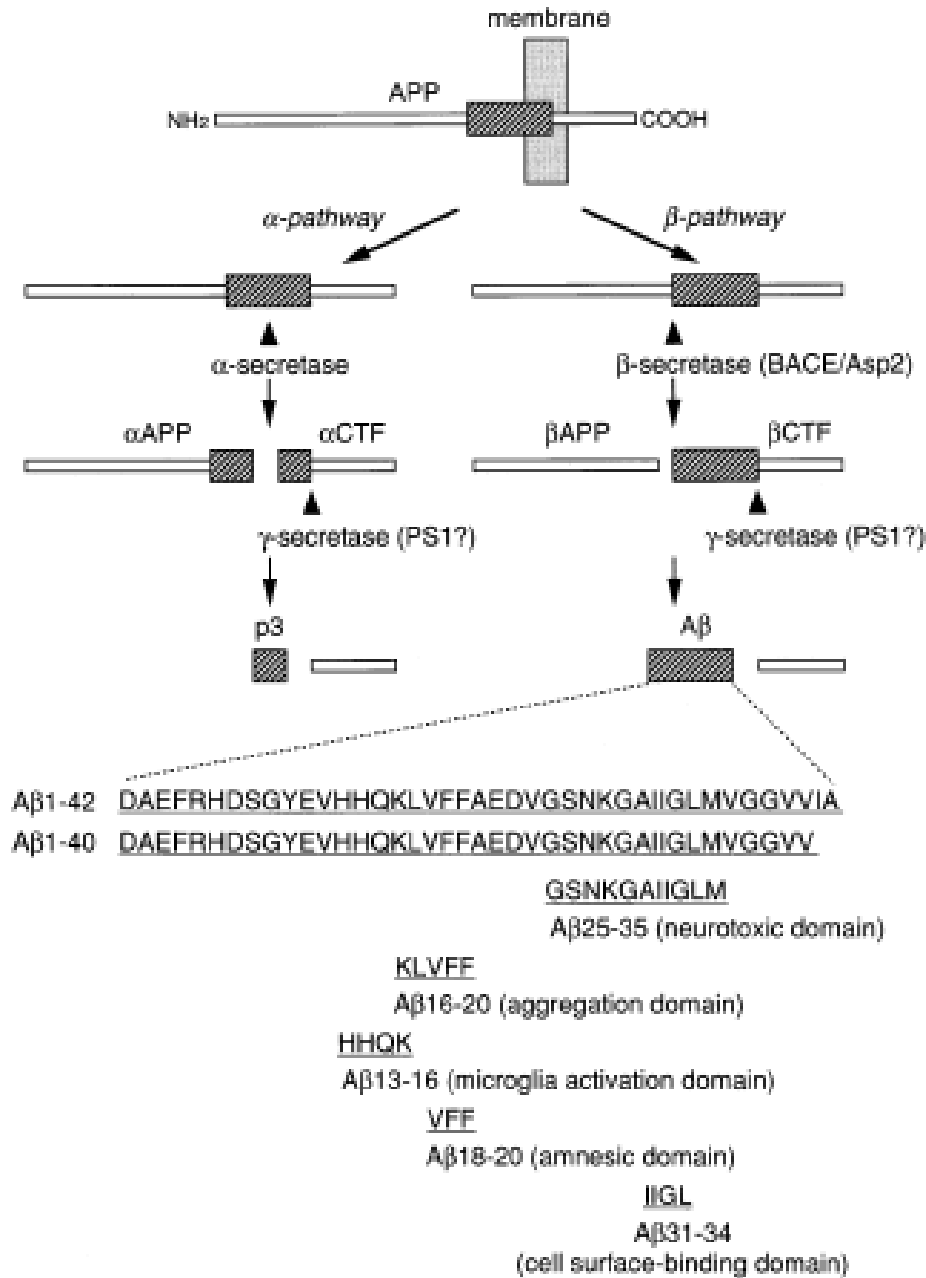 membrane
APP
NH₂ COOH
α-pathway β-pathway
α-secretase β-secretase (BACE/Asp2)
αAPP αCTF βAPP βCTF
γ-secretase (PS1?) γ-secretase (PS1?)
p3 Aβ
Aβ1-42 DAEFRHDSGYEVHHQKLVFFAEDVGSNKGAIIGLMVGGVVIA
Aβ1-40 DAEFRHDSGYEVHHQKLVFFAEDVGSNKGAIIGLMVGGVV
GSNKGAIIGLM
Aβ25-35 (neurotoxic domain)
KLVFF
Aβ16-20 (aggregation domain)
HHQK
Aβ13-16 (microglia activation domain)
VFF
Aβ18-20 (amnesic domain)
IIGL
Aβ31-34
(cell surface-binding domain)